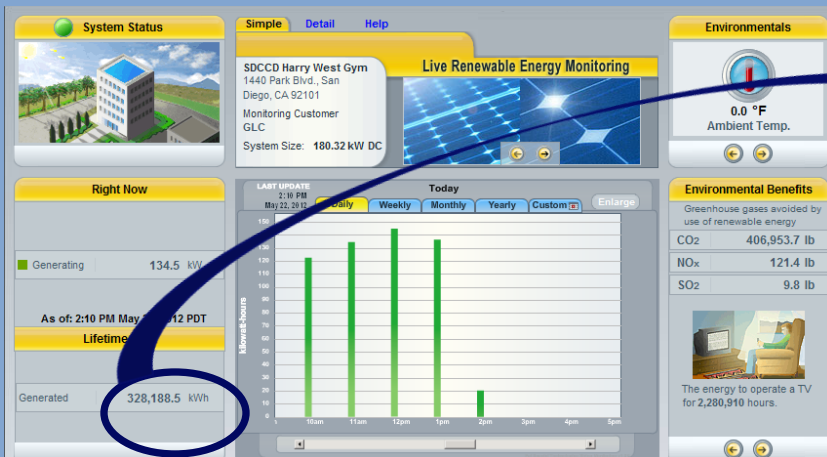 System Status
Simple Detail Help
SDCCD Harry West Gym
1440 Park Blvd., San
Diego, CA 92101
Monitoring Customer
GLC
System Size: 180.32 kW DC
Live Renewable Energy Monitoring
Environmentals
0.0 °F
Ambient Temp.
Right Now
Generating 134.5 kW
As of: 2:10 PM May 2012 PDT
Lifetime
Generated 328,188.5 kWh
LAST UPDATE
2:10 PM
May 22, 2012
Today
Daily Weekly Monthly Yearly Custom Enlarge
kilowatt-hours
150
130
120
110
100
90
80
70
60
50
40
30
20
10
0
10am 11am 12pm 1pm 2pm 3pm 4pm 5pm
Environmental Benefits
Greenhouse gases avoided by
use of renewable energy
CO2 406,953.7 lb
NOx 121.4 lb
SO2 9.8 lb
The energy to operate a TV
for 2,280,910 hours.